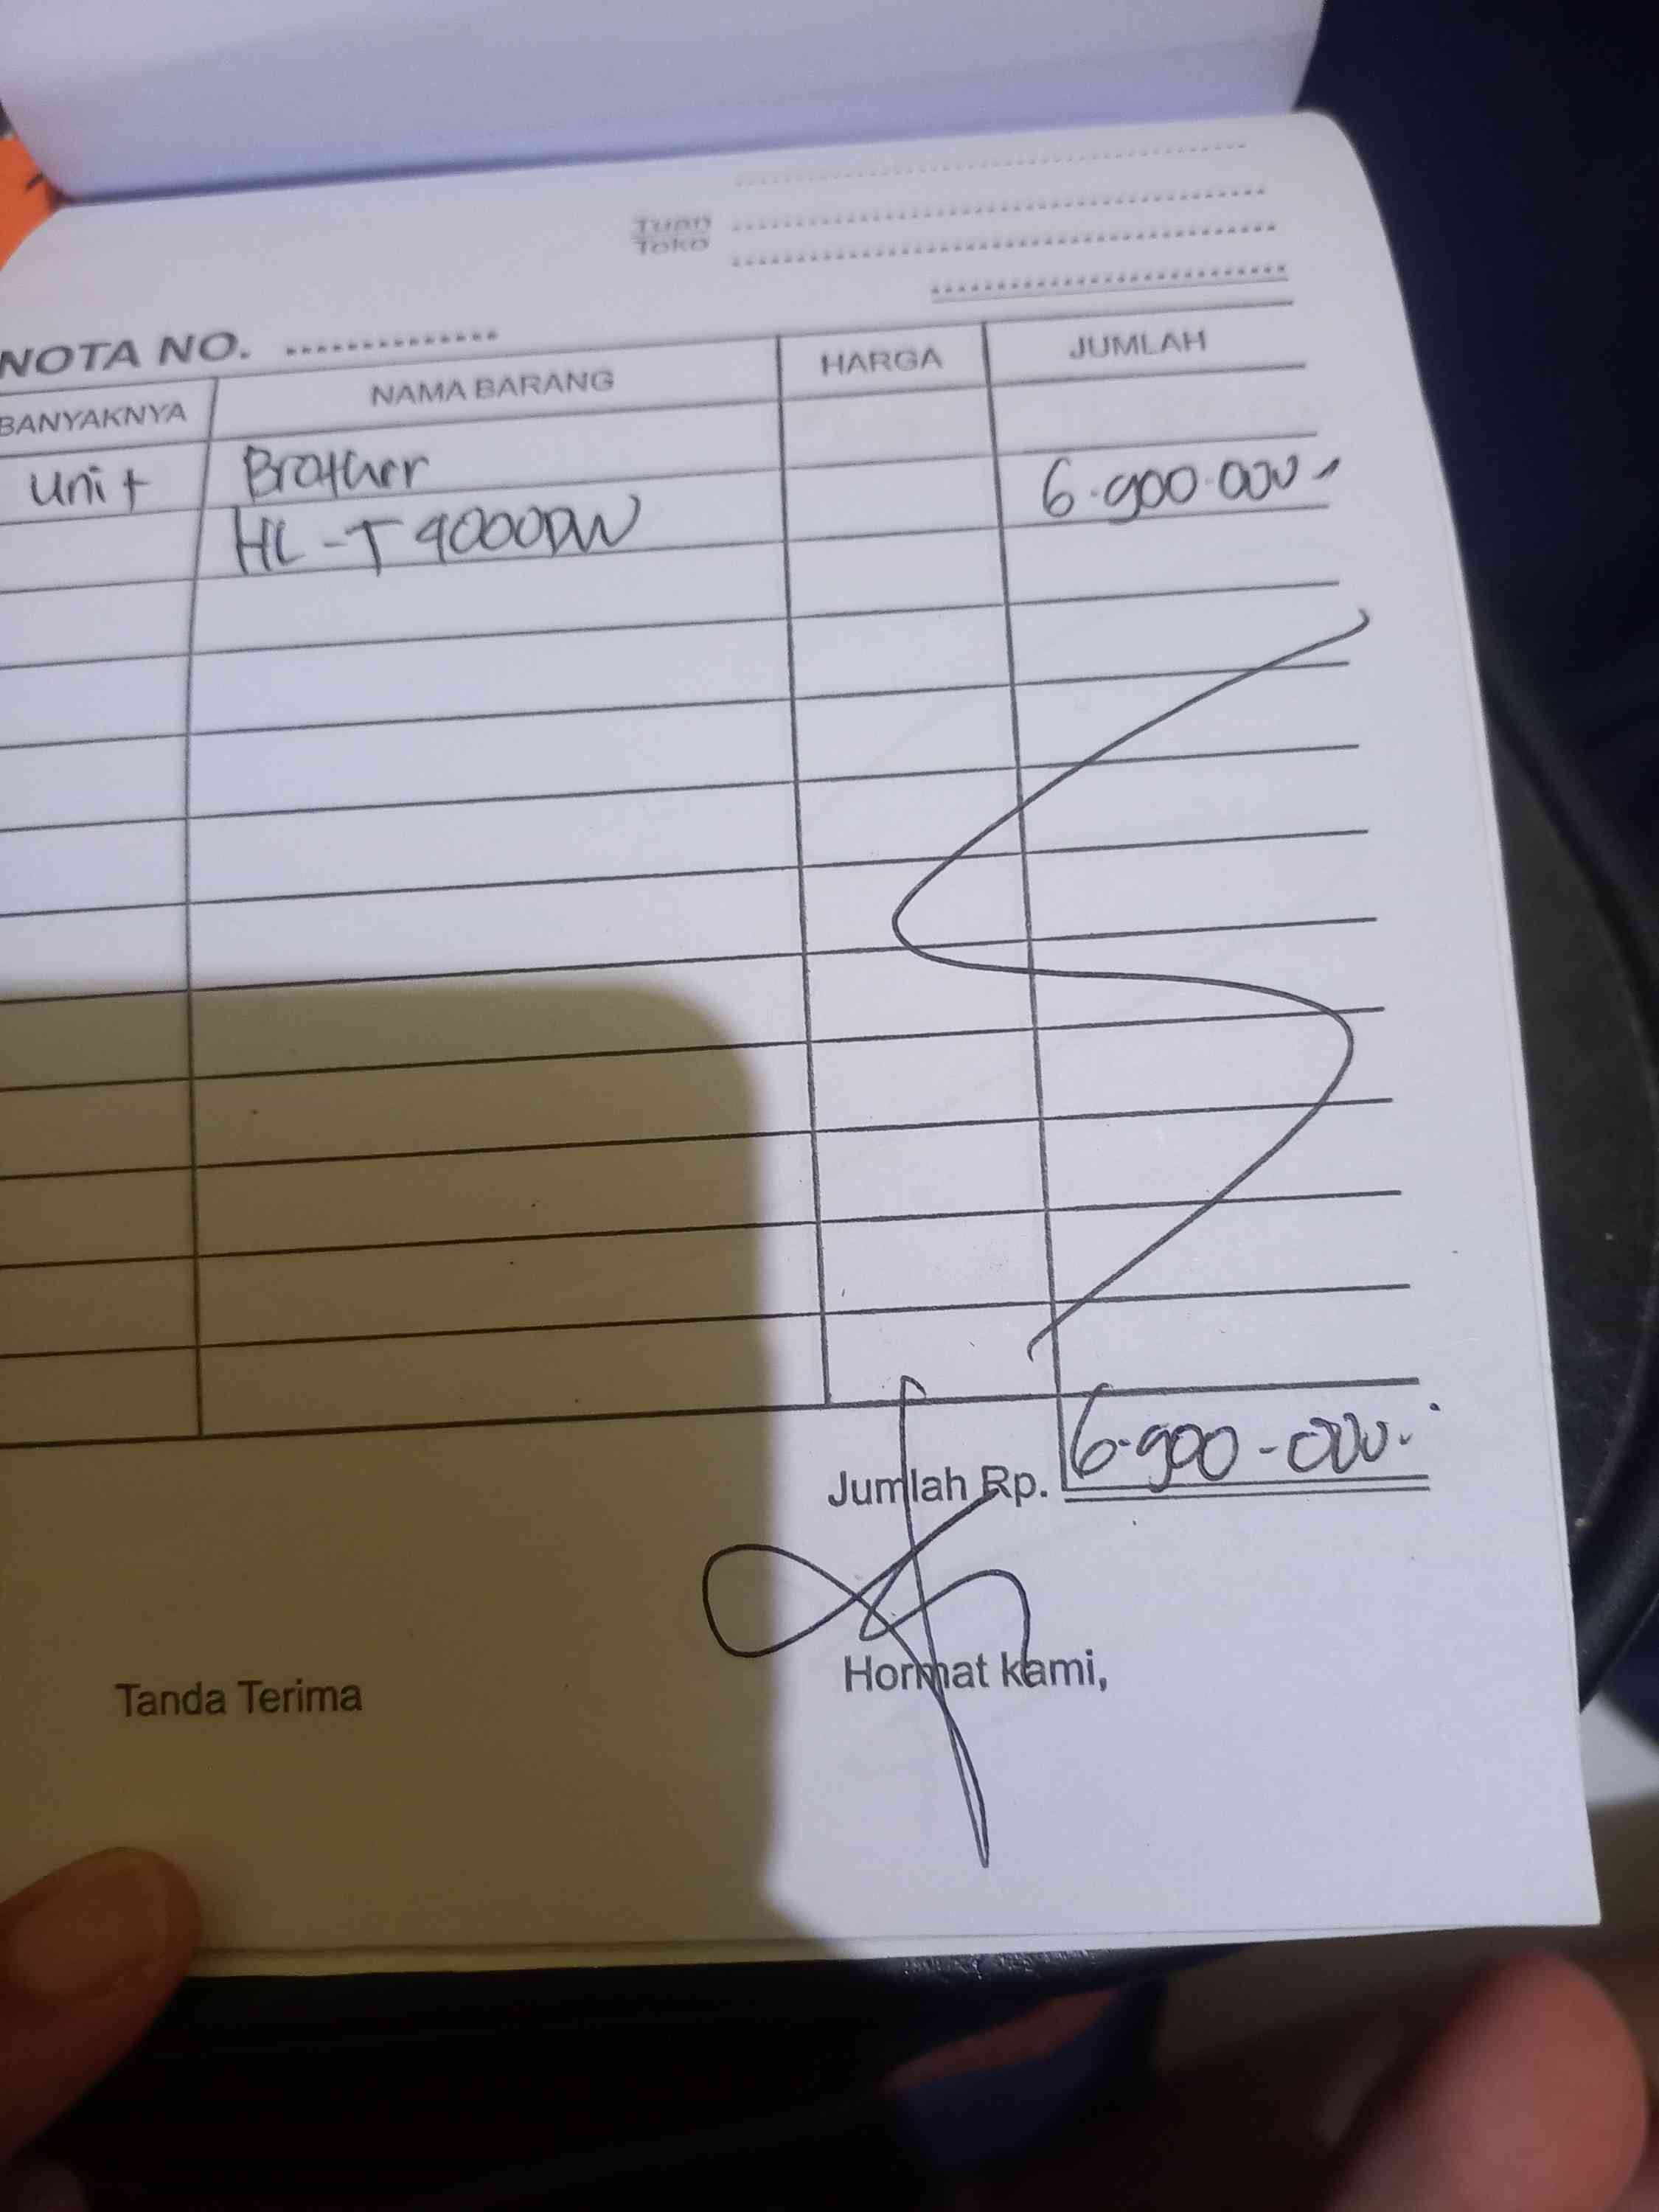 Tuan
Toko
NOTA NO. ..............
BANYAKNYA NAMA BARANG HARGA JUMLAH
unit Brother 6.900.000,-
HL-T4000DW
Jumlah Rp. 6.900.000.-
Tanda Terima Hormat kami,